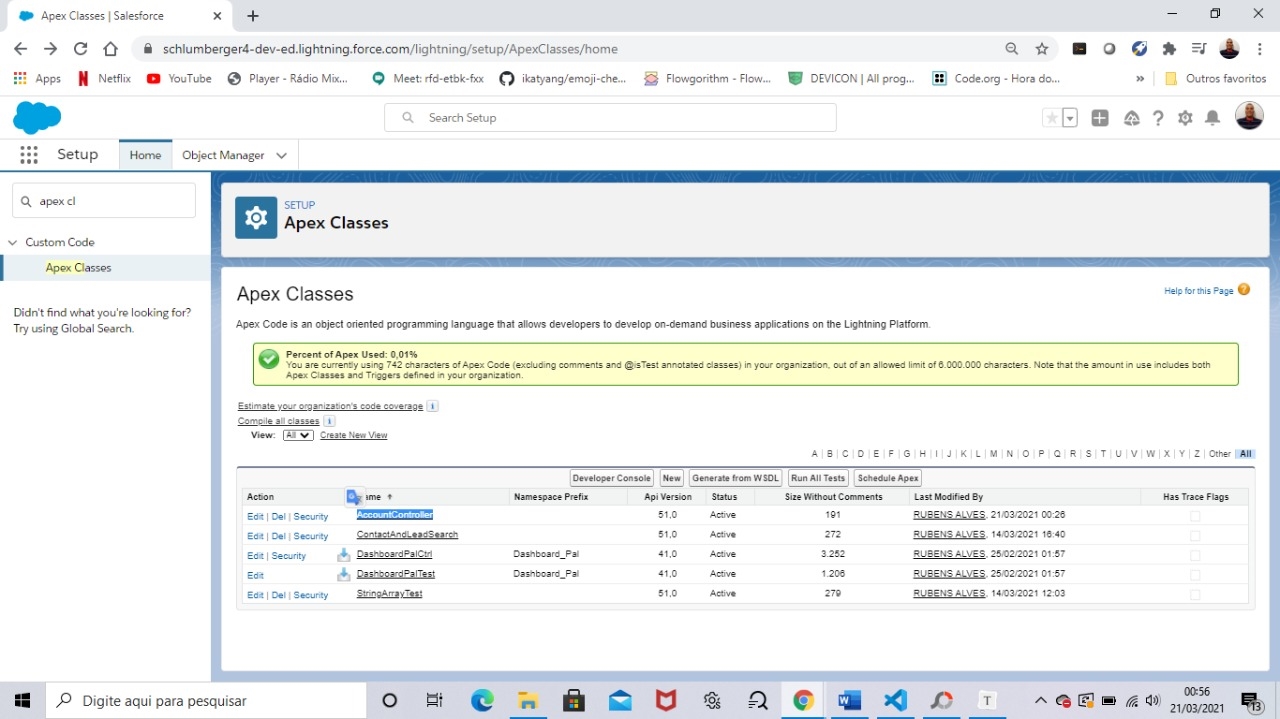 Apex Classes | Salesforce
schlumberger4-dev-ed.lightning.force.com/lightning/setup/ApexClasses/home
Apps Netflix YouTube Player - Rádio Mix... Meet: rfd-etbk-fxx ikatyang/emoji-che... Flowgorithm - Flow... DEVICON | All prog... Code.org - Hora do... » Outros favoritos
Search Setup
Setup Home Object Manager
apex cl
Custom Code
Apex Classes
Didn't find what you're looking for?
Try using Global Search.
SETUP
Apex Classes
Apex Classes
Help for this Page
Apex Code is an object oriented programming language that allows developers to develop on-demand business applications on the Lightning Platform.
Percent of Apex Used: 0,01%
You are currently using 742 characters of Apex Code (excluding comments and @isTest annotated classes) in your organization, out of an allowed limit of 6.000.000 characters. Note that the amount in use includes both
Apex Classes and Triggers defined in your organization.
Estimate your organization's code coverage i
Compile all classes i
View: All Create New View
A | B | C | D | E | F | G | H | I | J | K | L | M | N | O | P | Q | R | S | T | U | V | W | X | Y | Z | Other All
Developer Console New Generate from WSDL Run All Tests Schedule Apex
Action ame ↑ Namespace Prefix Api Version Status Size Without Comments Last Modified By Has Trace Flags
Edit | Del | Security AccountController 51,0 Active 191 RUBENS ALVES, 21/03/2021 00:26
Edit | Del | Security ContactAndLeadSearch 51,0 Active 272 RUBENS ALVES, 14/03/2021 16:40
Edit | Security DashboardPalCtrl Dashboard_Pal 41,0 Active 3.252 RUBENS ALVES, 25/02/2021 01:57
Edit DashboardPalTest Dashboard_Pal 41,0 Active 1.206 RUBENS ALVES, 25/02/2021 01:57
Edit | Del | Security StringArrayTest 51,0 Active 279 RUBENS ALVES, 14/03/2021 12:03
Digite aqui para pesquisar
00:56
21/03/2021
13